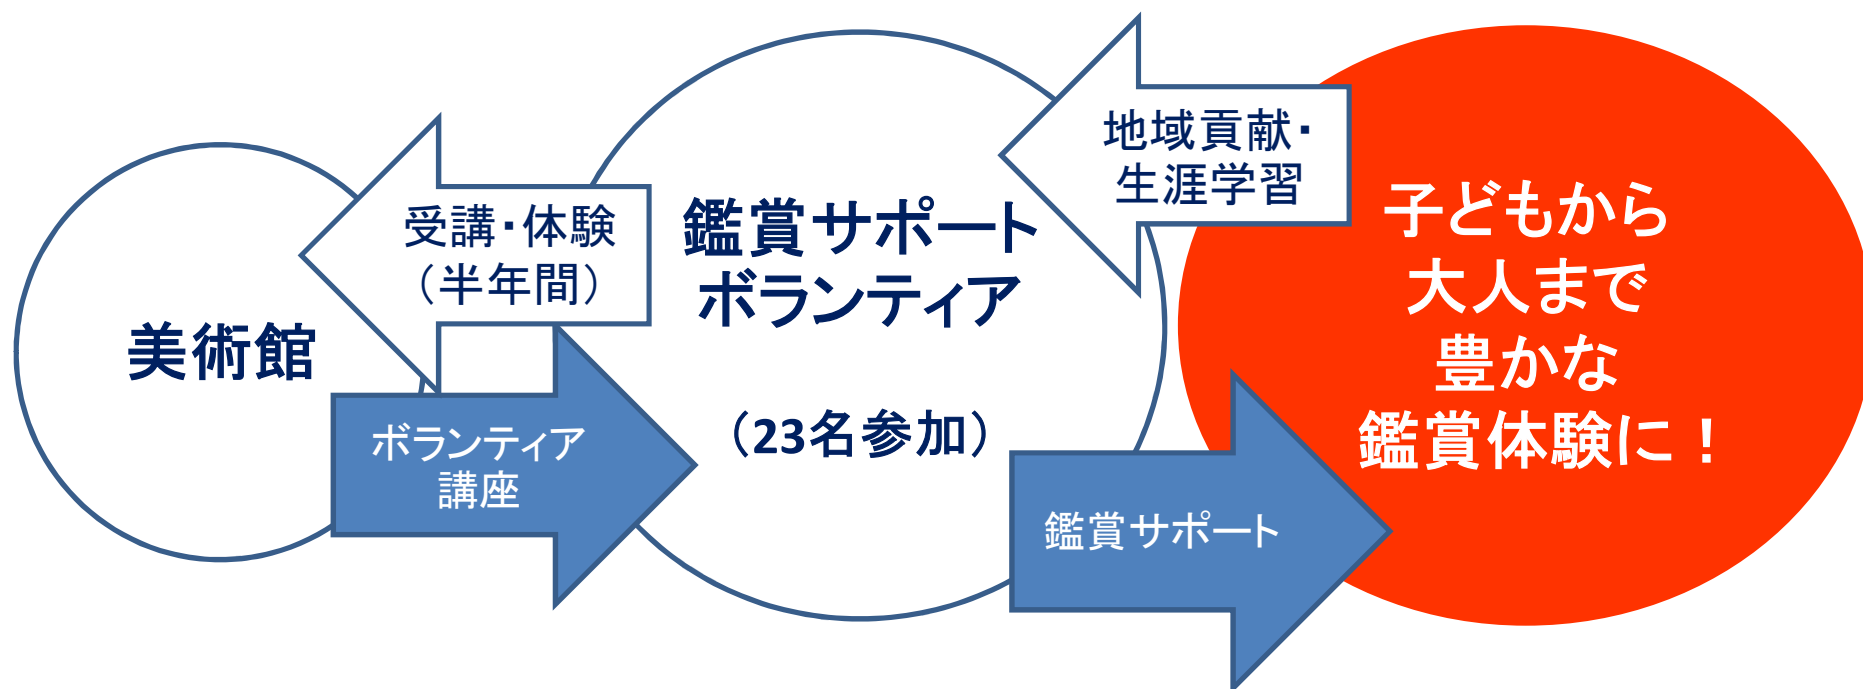 美術館
受講・体験
（半年間）
ボランティア
講座
鑑賞サポート
ボランティア
（23名参加）
地域貢献・
生涯学習
鑑賞サポート
子どもから
大人まで
豊かな
鑑賞体験に！